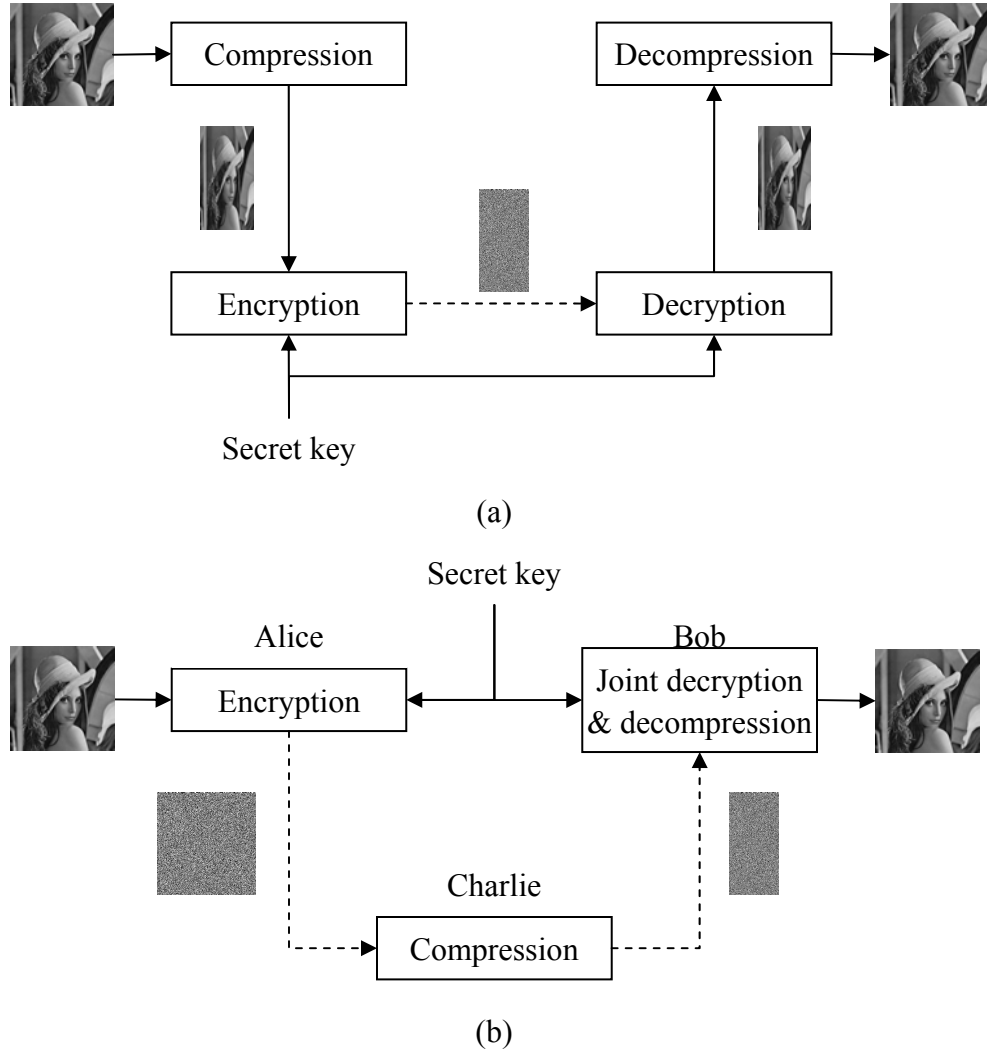 Compression
Decompression
Encryption
Decryption
Secret key
(a)
Secret key
Alice
Bob
Encryption
Joint decryption
& decompression
Charlie
Compression
(b)